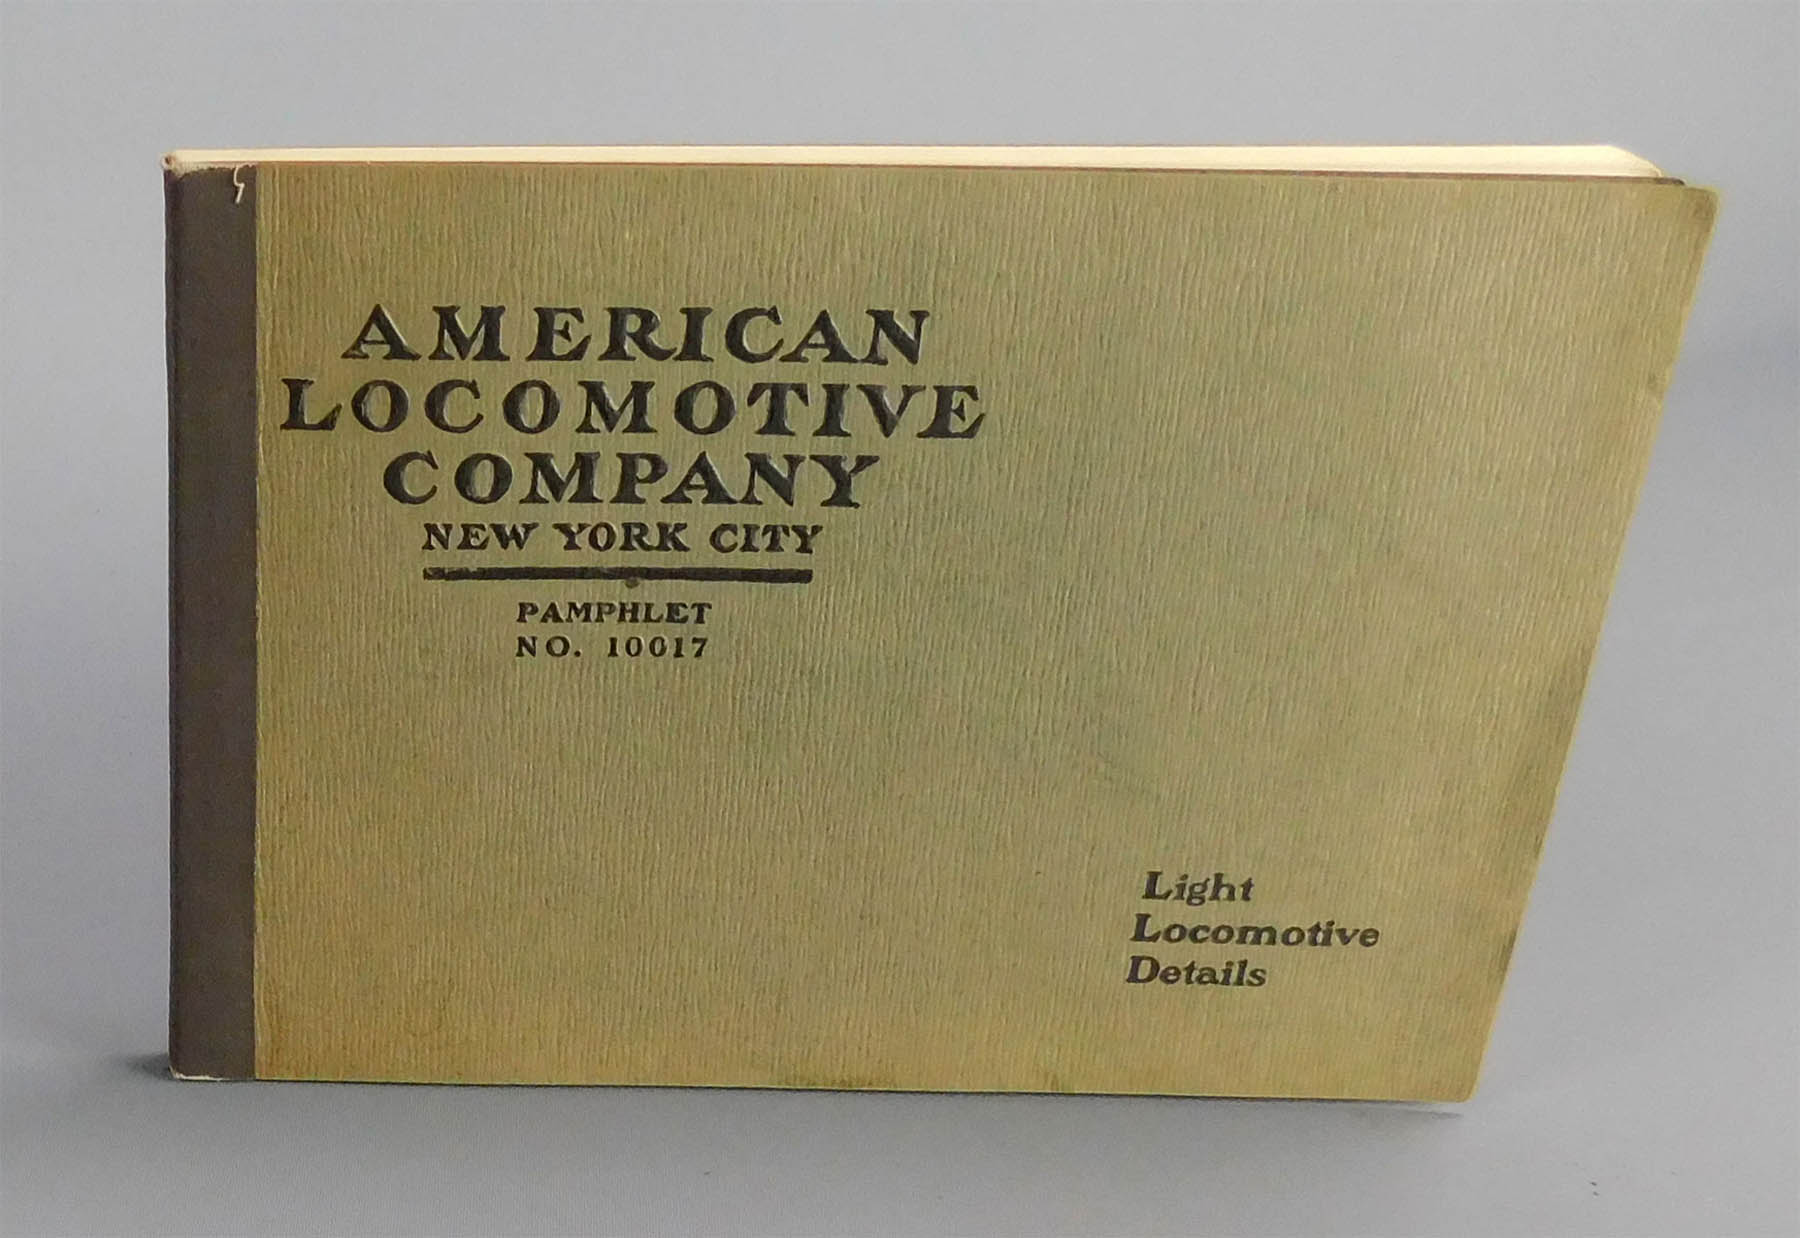 AMERICAN
LOCOMOTIVE
COMPANY
NEW YORK CITY
PAMPHLET
NO. 10017
Light
Locomotive
Details